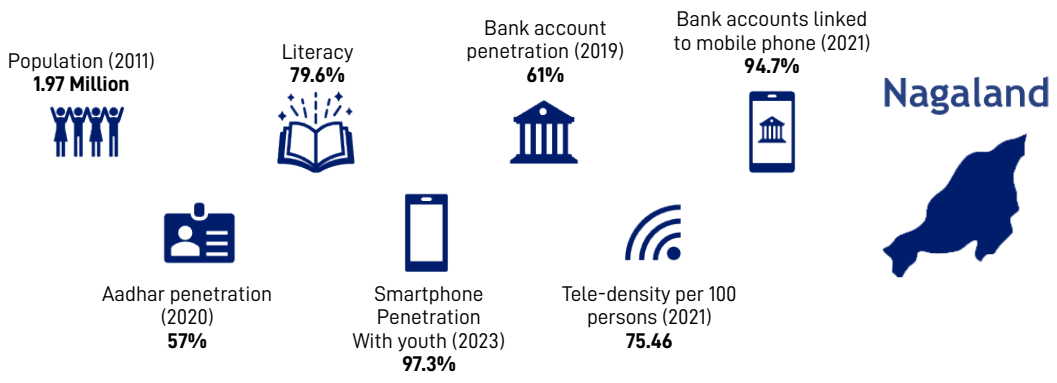 Population (2011)
1.97 Million
Literacy
79.6%
Bank account
penetration (2019)
61%
Bank accounts linked
to mobile phone (2021)
94.7%
Nagaland
Aadhar penetration
(2020)
57%
Smartphone
Penetration
With youth (2023)
97.3%
Tele-density per 100
persons (2021)
75.46